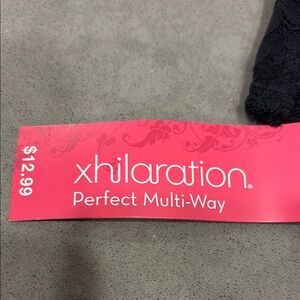 $12.99
xhilaration®
Perfect Multi-Way